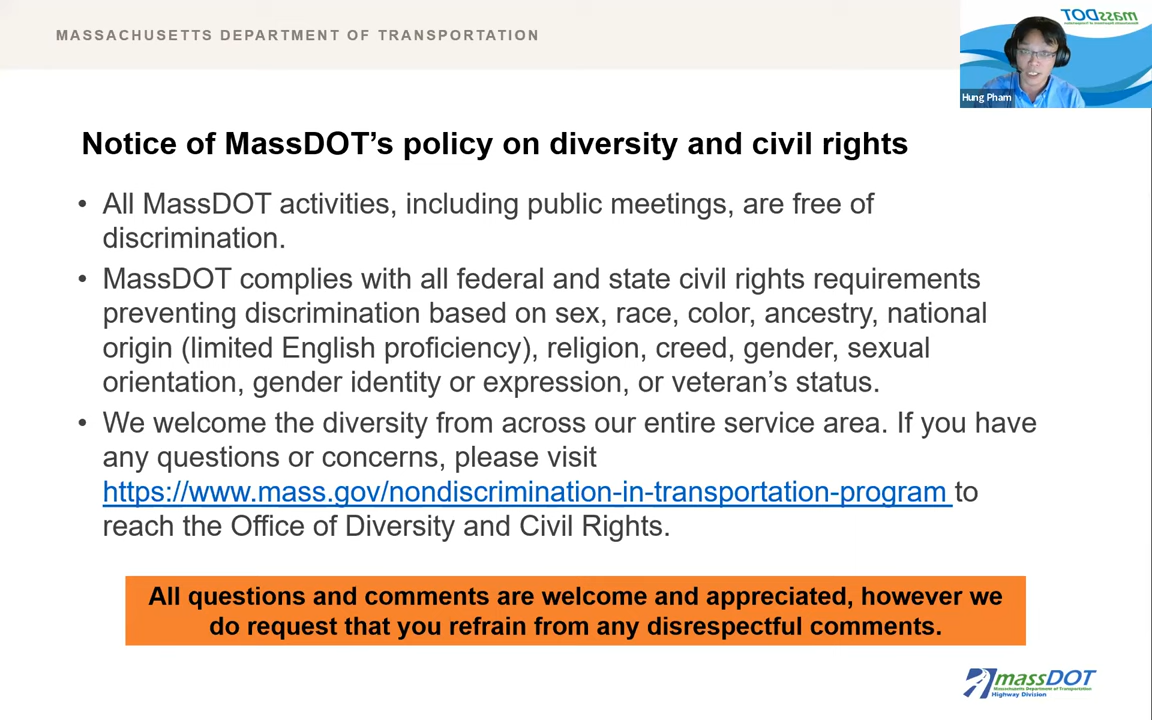 MASSACHUSETTS DEPARTMENT OF TRANSPORTATION
massDOT
Hung Pham
Notice of MassDOT’s policy on diversity and civil rights
• All MassDOT activities, including public meetings, are free of
discrimination.
• MassDOT complies with all federal and state civil rights requirements
preventing discrimination based on sex, race, color, ancestry, national
origin (limited English proficiency), religion, creed, gender, sexual
orientation, gender identity or expression, or veteran’s status.
• We welcome the diversity from across our entire service area. If you have
any questions or concerns, please visit
https://www.mass.gov/nondiscrimination-in-transportation-program to
reach the Office of Diversity and Civil Rights.
All questions and comments are welcome and appreciated, however we
do request that you refrain from any disrespectful comments.
massDOT
Massachusetts Department of Transportation
Highway Division